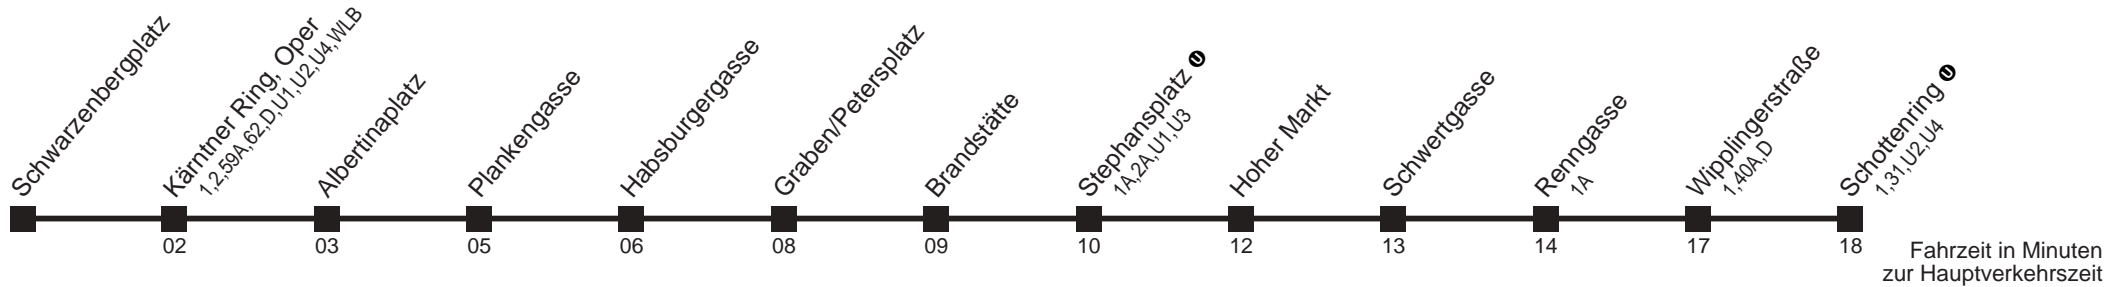 Schwarzenbergplatz
Kärntner Ring, Oper
1,2,59A,62,D,U1,U2,U4,WLB
Albertinaplatz
Plankengasse
Habsburgergasse
Graben/Petersplatz
Brandstätte
Stephansplatz U
1A,2A,U1,U3
Hoher Markt
Schwertgasse
Renngasse
1A
Wipplingerstraße
1,40A,D
Schottenring U
1,31,U2,U4
02 03 05 06 08 09 10 12 13 14 17 18
Fahrzeit in Minuten
zur Hauptverkehrszeit